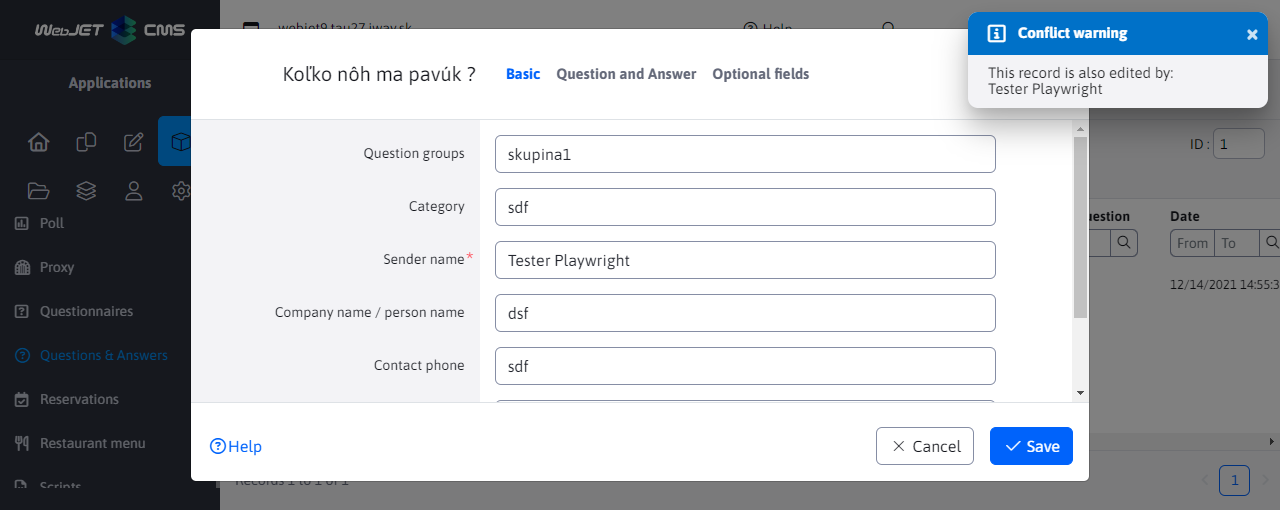 WebJET CMS
webjet9.tau27.iway.sk
Help
Conflict warning
This record is also edited by:
Tester Playwright
Applications
Koľko nôh ma pavúk ?
Basic
Question and Answer
Optional fields
ID :
1
Question groups
skupina1
Category
sdf
Sender name*
Tester Playwright
Company name / person name
dsf
Contact phone
sdf
Poll
Proxy
Questionnaires
Questions & Answers
Reservations
Restaurant menu
Scripts
Date
From
To
12/14/2021 14:55:3
Help
Cancel
Save
Records 1 to 1 of 1
1